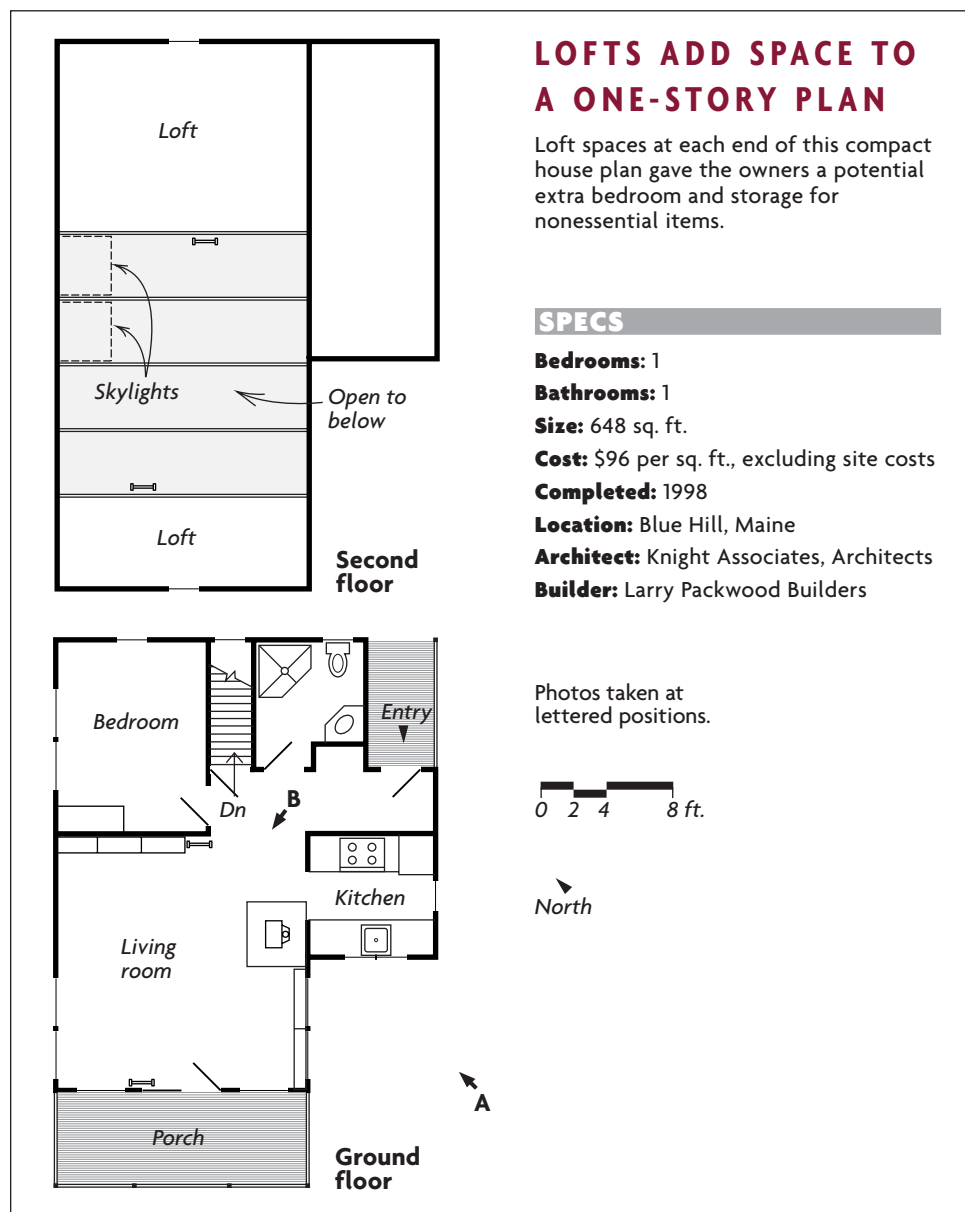 LOFTS ADD SPACE TO
A ONE-STORY PLAN
Loft spaces at each end of this compact
house plan gave the owners a potential
extra bedroom and storage for
nonessential items.
SPECS
Bedrooms: 1
Bathrooms: 1
Size: 648 sq. ft.
Cost: $96 per sq. ft., excluding site costs
Completed: 1998
Location: Blue Hill, Maine
Architect: Knight Associates, Architects
Builder: Larry Packwood Builders
Photos taken at
lettered positions.
0 2 4 8 ft.
North
Loft
Skylights
Open to
below
Loft
Second
floor
Bedroom
Entry
Dn
B
Kitchen
Living
room
A
Porch
Ground
floor